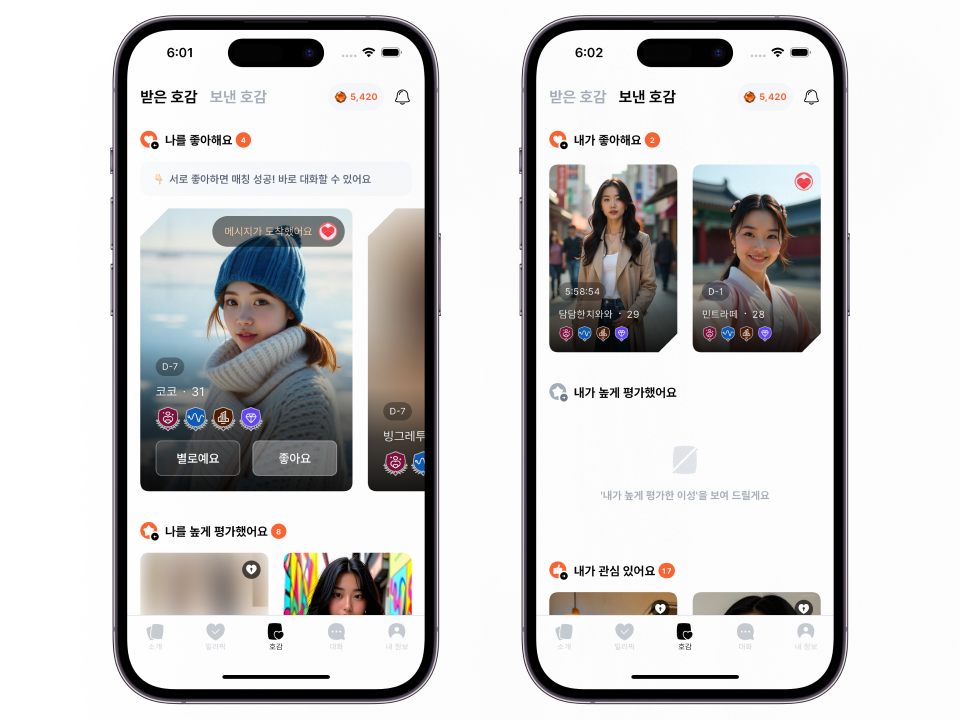 6:01
받은 호감 보낸 호감 5,420
나를 좋아해요 4
서로 좋아하면 매칭 성공! 바로 대화할 수 있어요
메시지가 도착했어요
D-7
코코 · 31
별로예요 좋아요
D-7
빙그레투
나를 높게 평가했어요 8
소개 밀리픽 호감 대화 내 정보
6:02
받은 호감 보낸 호감 5,420
내가 좋아해요 2
5:58:54
담담한치와와 · 29
D-1
민트라떼 · 28
내가 높게 평가했어요
'내가 높게 평가한 이성'을 보여 드릴게요
내가 관심 있어요 17
소개 밀리픽 호감 대화 내 정보